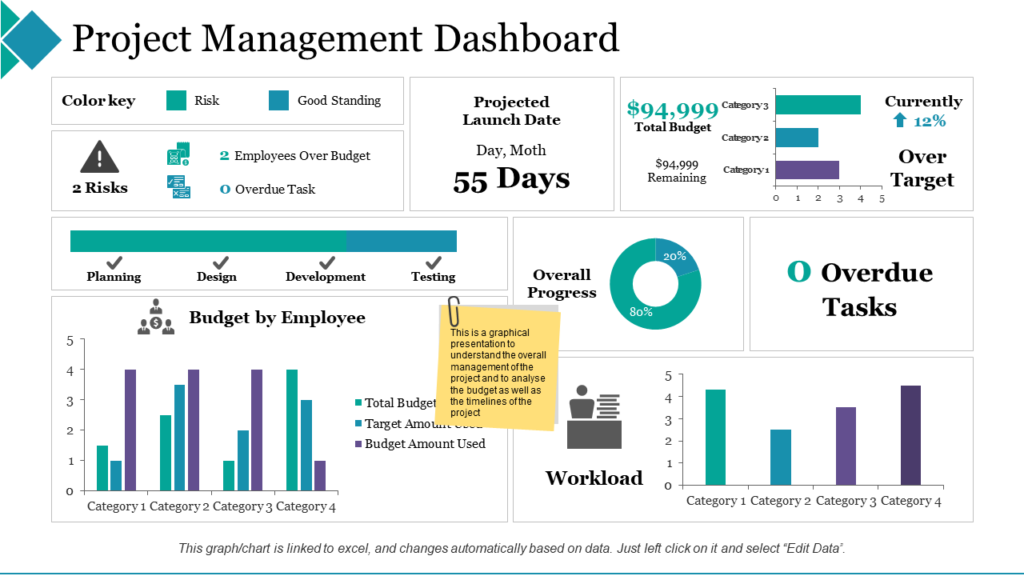 Project Management Dashboard
Color key
Risk
Good Standing
2 Risks
2 Employees Over Budget
0 Overdue Task
Projected
Launch Date
Day, Moth
55 Days
$94,999
Total Budget
$94,999
Remaining
Category 3
Category 2
Category 1
0 1 2 3 4 5
Currently
12%
Over
Target
Planning
Design
Development
Testing
Overall
Progress
20%
80%
0 Overdue
Tasks
Budget by Employee
5
4
3
2
1
0
Category 1 Category 2 Category 3 Category 4
Total Budget
Target Amount Used
Budget Amount Used
This is a graphical
presentation to
understand the overall
management of the
project and to analyse
the budget as well as
the timelines of the
project
Workload
5
4
3
2
1
0
Category 1 Category 2 Category 3 Category 4
This graph/chart is linked to excel, and changes automatically based on data. Just left click on it and select “Edit Data”.